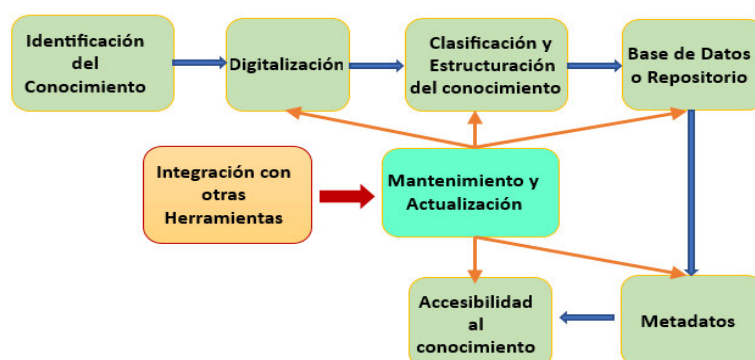 Identificación
del
Conocimiento
Digitalización
Clasificación y
Estructuración
del conocimiento
Base de Datos
o Repositorio
Integración con
otras
Herramientas
Mantenimiento y
Actualización
Accesibilidad
al
conocimiento
Metadatos